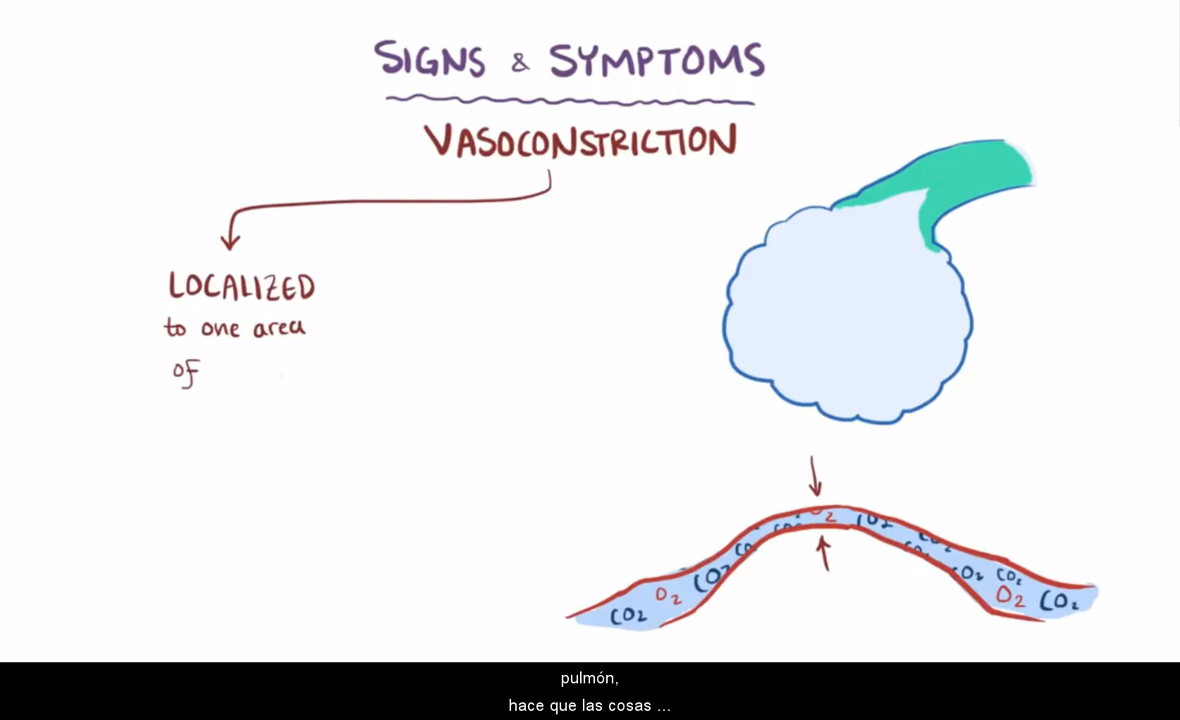 SIGNS & SYMPTOMS
VASOCONSTRICTION
LOCALIZED
to one area
of
O2
CO2
CO2
O2
CO2
CO2
CO2
O2
CO2
pulmón,
hace que las cosas ...